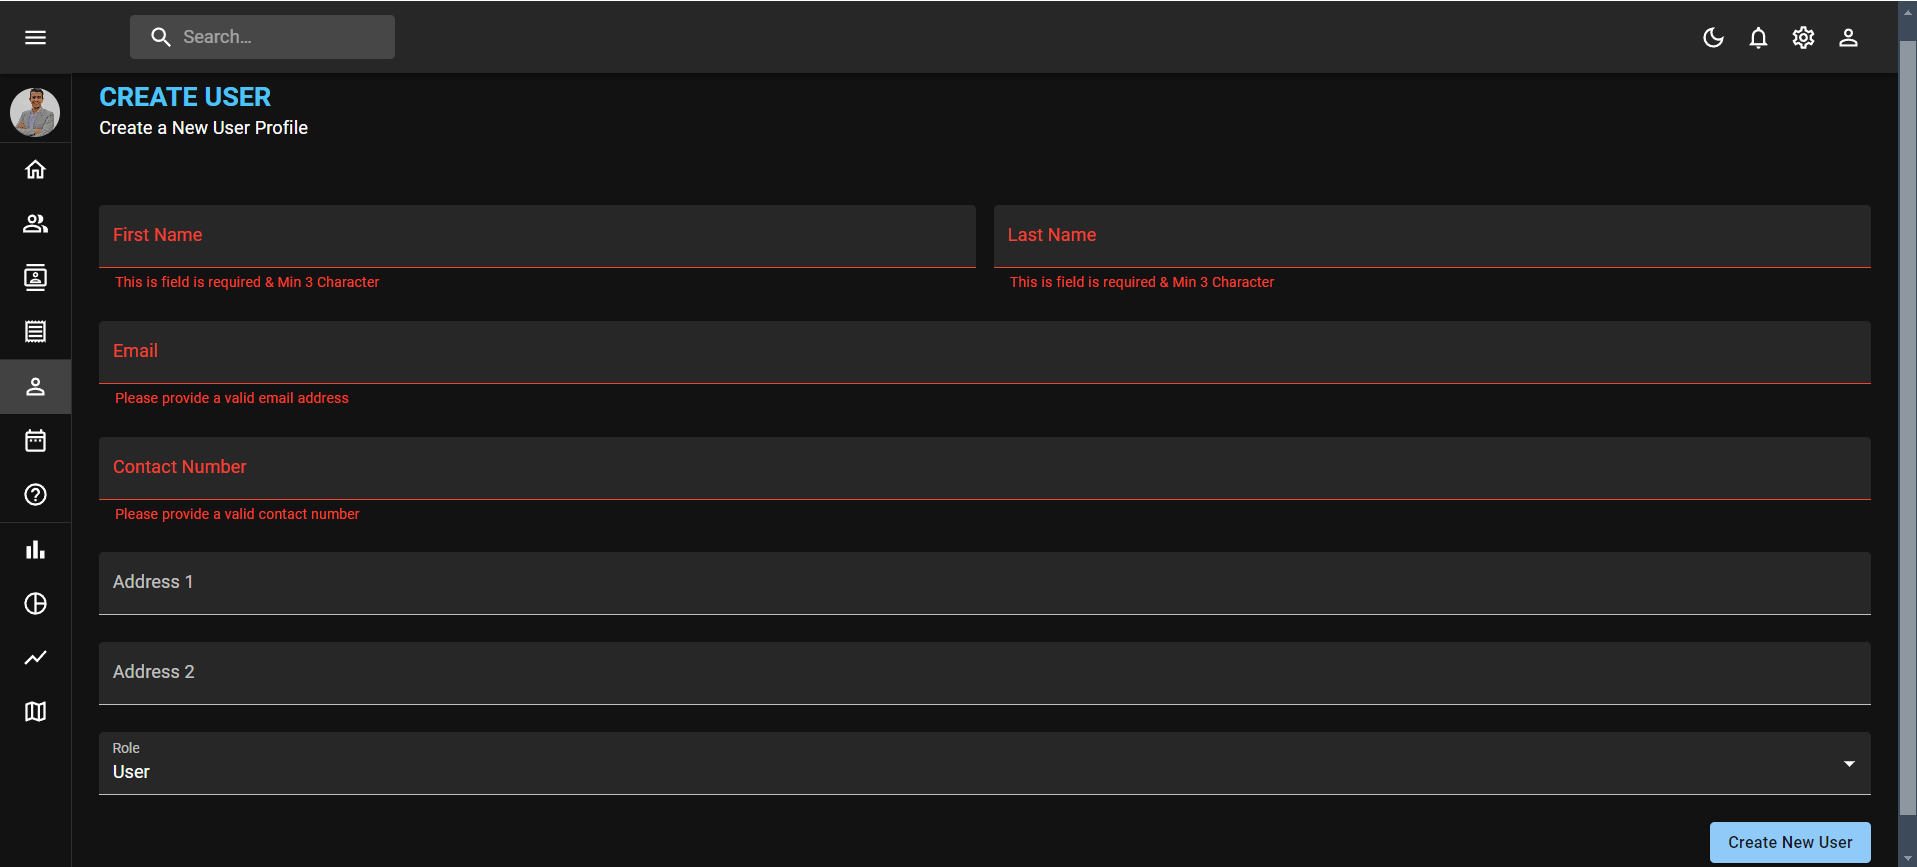 Search...
CREATE USER
Create a New User Profile
First Name
Last Name
This is field is required & Min 3 Character
This is field is required & Min 3 Character
Email
Please provide a valid email address
Contact Number
Please provide a valid contact number
Address 1
Address 2
Role
User
Create New User